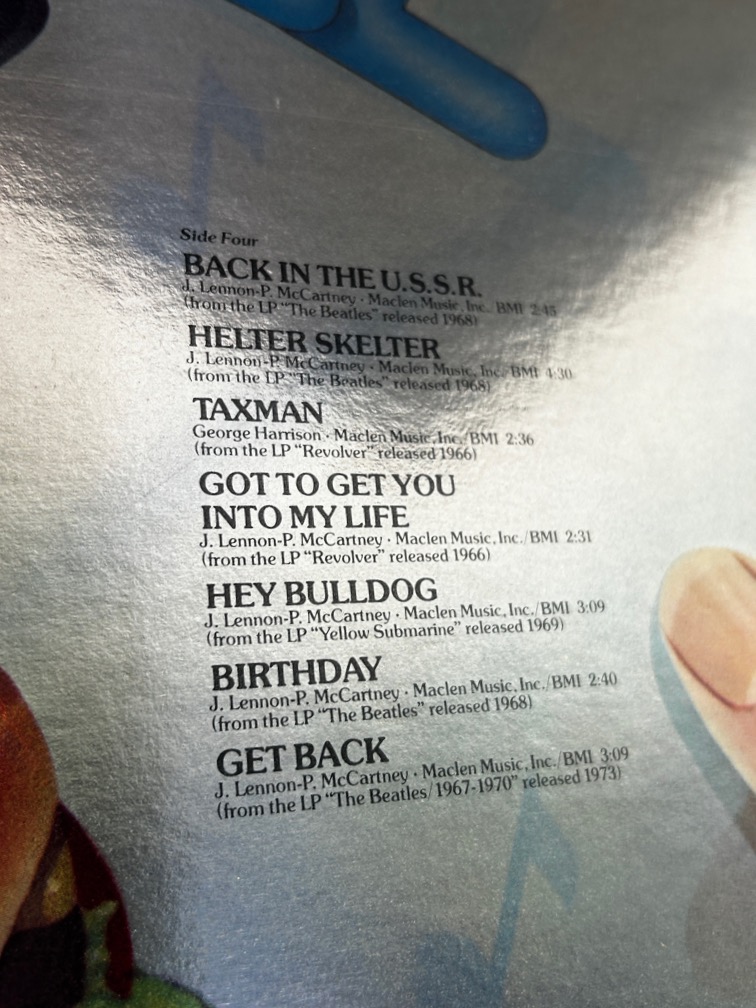 Side Four
BACK IN THE U.S.S.R.
J. Lennon-P. McCartney · Maclen Music, Inc. BMI 2:45
(from the LP "The Beatles" released 1968)
HELTER SKELTER
J. Lennon-P. McCartney · Maclen Music, Inc./BMI 4:30
(from the LP "The Beatles" released 1968)
TAXMAN
George Harrison · Maclen Music, Inc./BMI 2:36
(from the LP "Revolver" released 1966)
GOT TO GET YOU
INTO MY LIFE
J. Lennon-P. McCartney · Maclen Music, Inc./BMI 2:31
(from the LP "Revolver" released 1966)
HEY BULLDOG
J. Lennon-P. McCartney · Maclen Music, Inc./BMI 3:09
(from the LP "Yellow Submarine" released 1969)
BIRTHDAY
J. Lennon-P. McCartney · Maclen Music, Inc./BMI 2:40
(from the LP "The Beatles" released 1968)
GET BACK
J. Lennon-P. McCartney · Maclen Music, Inc./BMI 3:09
(from the LP "The Beatles/1967-1970" released 1973)